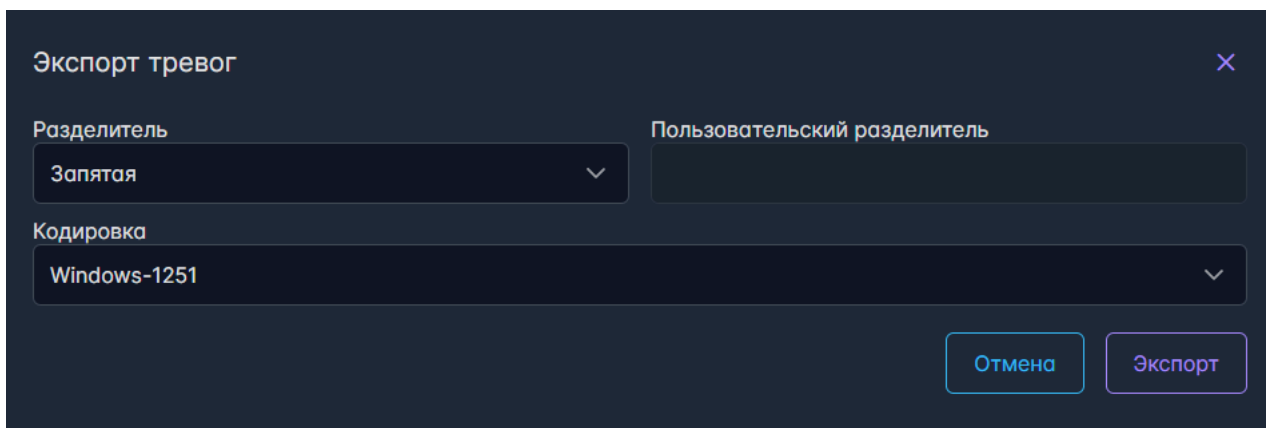 Экспорт тревог
Разделитель
Пользовательский разделитель
Запятая
Кодировка
Windows-1251
Отмена
Экспорт